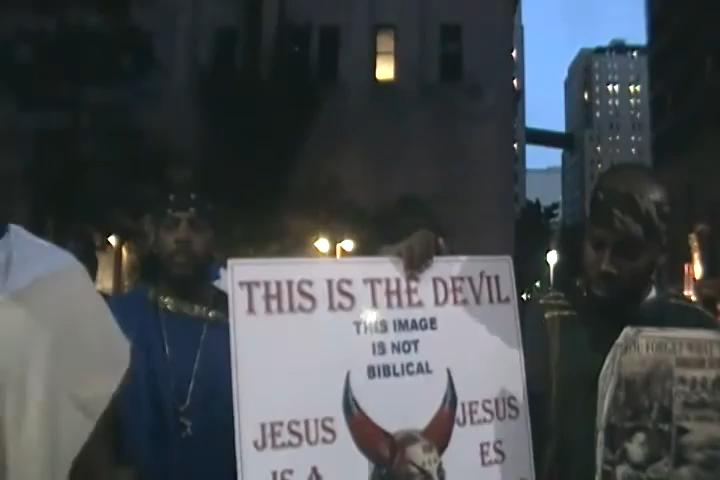 THIS IS THE DEVIL
THIS IMAGE
IS NOT
BIBLICAL
JESUS
IS A
JESUS
ES